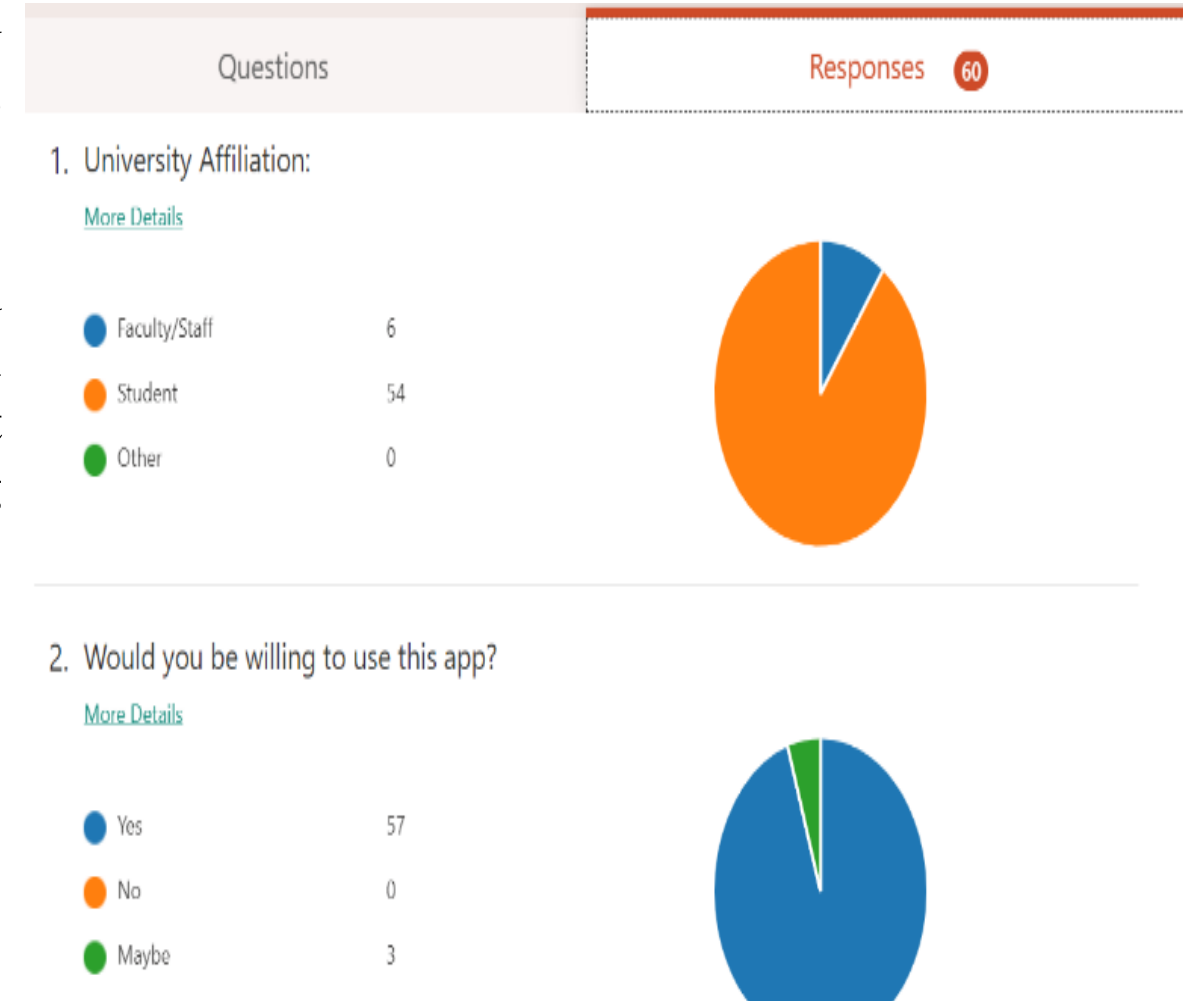 Questions
Responses 60
1. University Affiliation:
More Details
Faculty/Staff 6
Student 54
Other 0
2. Would you be willing to use this app?
More Details
Yes 57
No 0
Maybe 3